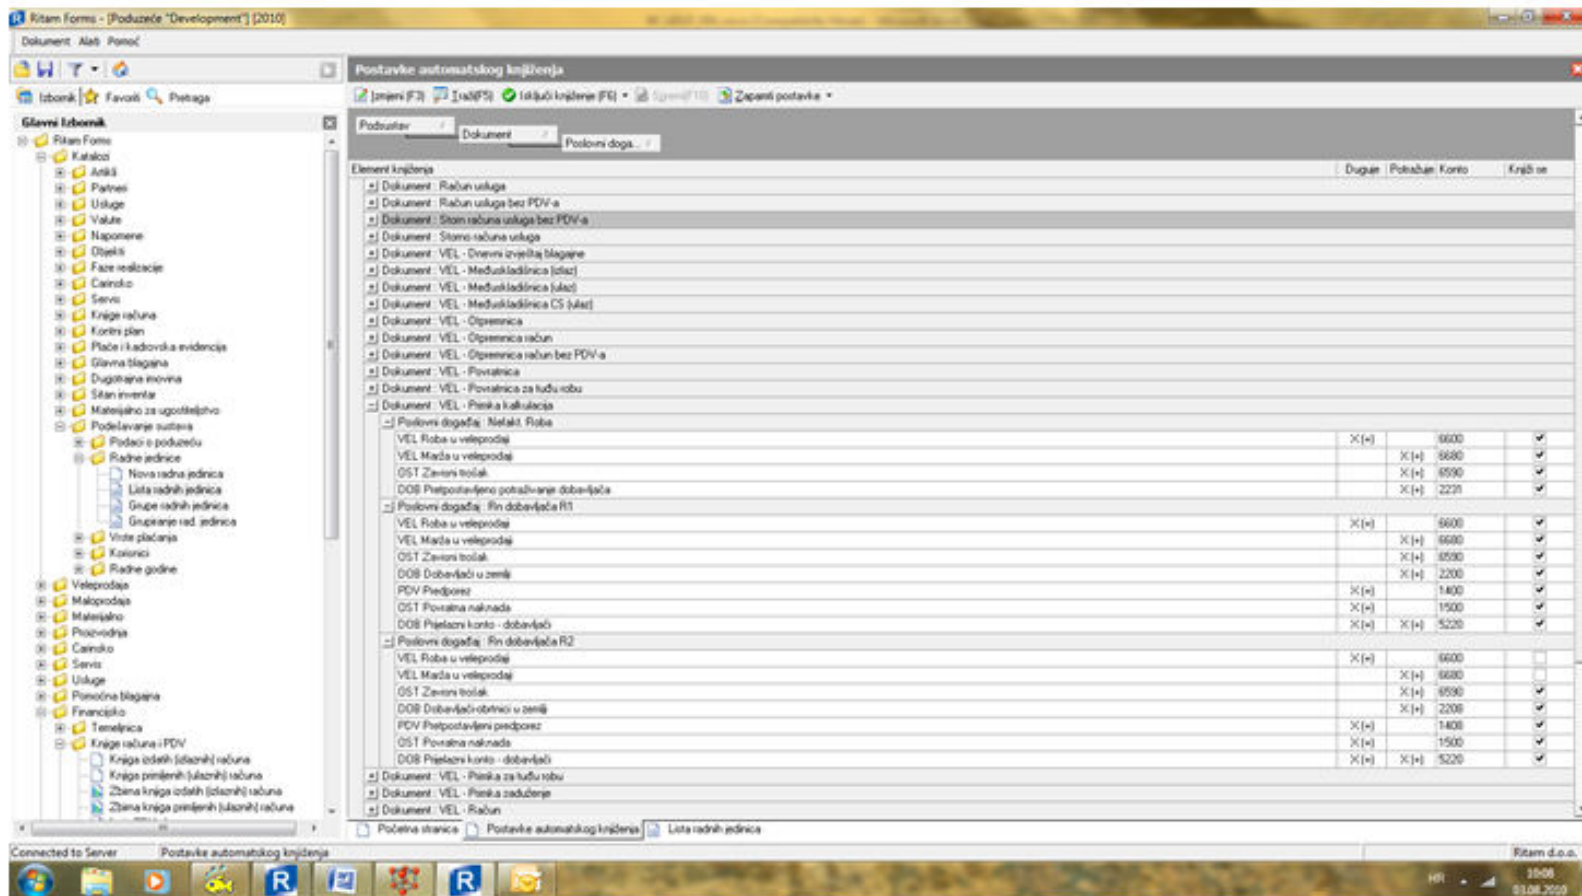 Ritam Forms - [Poduzeće "Development"] [2010]
Dokument Alati Pomoć
Postavke automatskog knjiženja
Izbornik Favoriti Pretraga
Izmjeni (F3) Traži(F5) Isključi knjiženje (F6) Spremi(F10) Zapamti postavke
Glavni Izbornik
Podsustav
Dokument
Poslovni doga...
Ritam Forms
Katalozi
Artikli
Partneri
Usluge
Valute
Napomene
Objekti
Faze realizacije
Carinsko
Servis
Knjige računa
Kontni plan
Plaće i kadrovska evidencija
Glavna blagajna
Dugotrajna imovina
Sitan inventar
Materijalno za ugostiteljstvo
Podešavanje sustava
Podaci o poduzeću
Radne jedinice
Nova radna jedinica
Lista radnih jedinica
Grupe radnih jedinica
Grupiranje rad. jedinica
Vrste plaćanja
Korisnici
Radne godine
Veleprodaja
Maloprodaja
Materijalno
Proizvodnja
Carinsko
Servis
Usluge
Pomoćna blagajna
Financijsko
Temeljnica
Knjige računa i PDV
Knjiga izdatih (izlaznih) računa
Knjiga primljenih (ulaznih) računa
Zbirna knjiga izdatih (izlaznih) računa
Zbirna knjiga primljenih (ulaznih) računa
Element knjiženja Duguje Potražuje Konto Knjiži se
Dokument : Račun usluga
Dokument : Račun usluga bez PDV-a
Dokument : Storn računa usluga bez PDV-a
Dokument : Storno računa usluga
Dokument : VEL - Dnevni izvještaj blagajne
Dokument : VEL - Međuskladišnica (izlaz)
Dokument : VEL - Međuskladišnica (ulaz)
Dokument : VEL - Međuskladišnica CS (ulaz)
Dokument : VEL - Otpremnica
Dokument : VEL - Otpremnica račun
Dokument : VEL - Otpremnica račun bez PDV-a
Dokument : VEL - Povratnica
Dokument : VEL - Povratnica za tuđu robu
Dokument : VEL - Primka kalkulacija
Poslovni događaj : Nefakt. Roba
VEL Roba u veleprodaji X (+) 6600
VEL Marža u veleprodaji X (+) 6680
OST Zavisni trošak X (+) 6590
DOB Pretpostavljeno potraživanje dobavljača X (+) 2231
Poslovni događaj : Rn dobavljača R1
VEL Roba u veleprodaji X (+) 6600
VEL Marža u veleprodaji X (+) 6680
OST Zavisni trošak X (+) 6590
DOB Dobavljači u zemlji X (+) 2200
PDV Predporez X (+) 1400
OST Povratna naknada X (+) 1500
DOB Prijelazni konto - dobavljači X (+) X (+) 5220
Poslovni događaj : Rn dobavljača R2
VEL Roba u veleprodaji X (+) 6600
VEL Marža u veleprodaji X (+) 6680
OST Zavisni trošak X (+) 6590
DOB Dobavljači-obrtnici u zemlji X (+) 2208
PDV Pretpostavljeni predporez X (+) 1408
OST Povratna naknada X (+) 1500
DOB Prijelazni konto - dobavljači X (+) X (+) 5220
Dokument : VEL - Primka za tuđu robu
Dokument : VEL - Primka zaduženje
Dokument : VEL - Račun
Početna stranica Postavke automatskog knjiženja Lista radnih jedinica
Connected to Server Postavke automatskog knjiženja Ritam d.o.o.
HR 10:08
03.08.2010